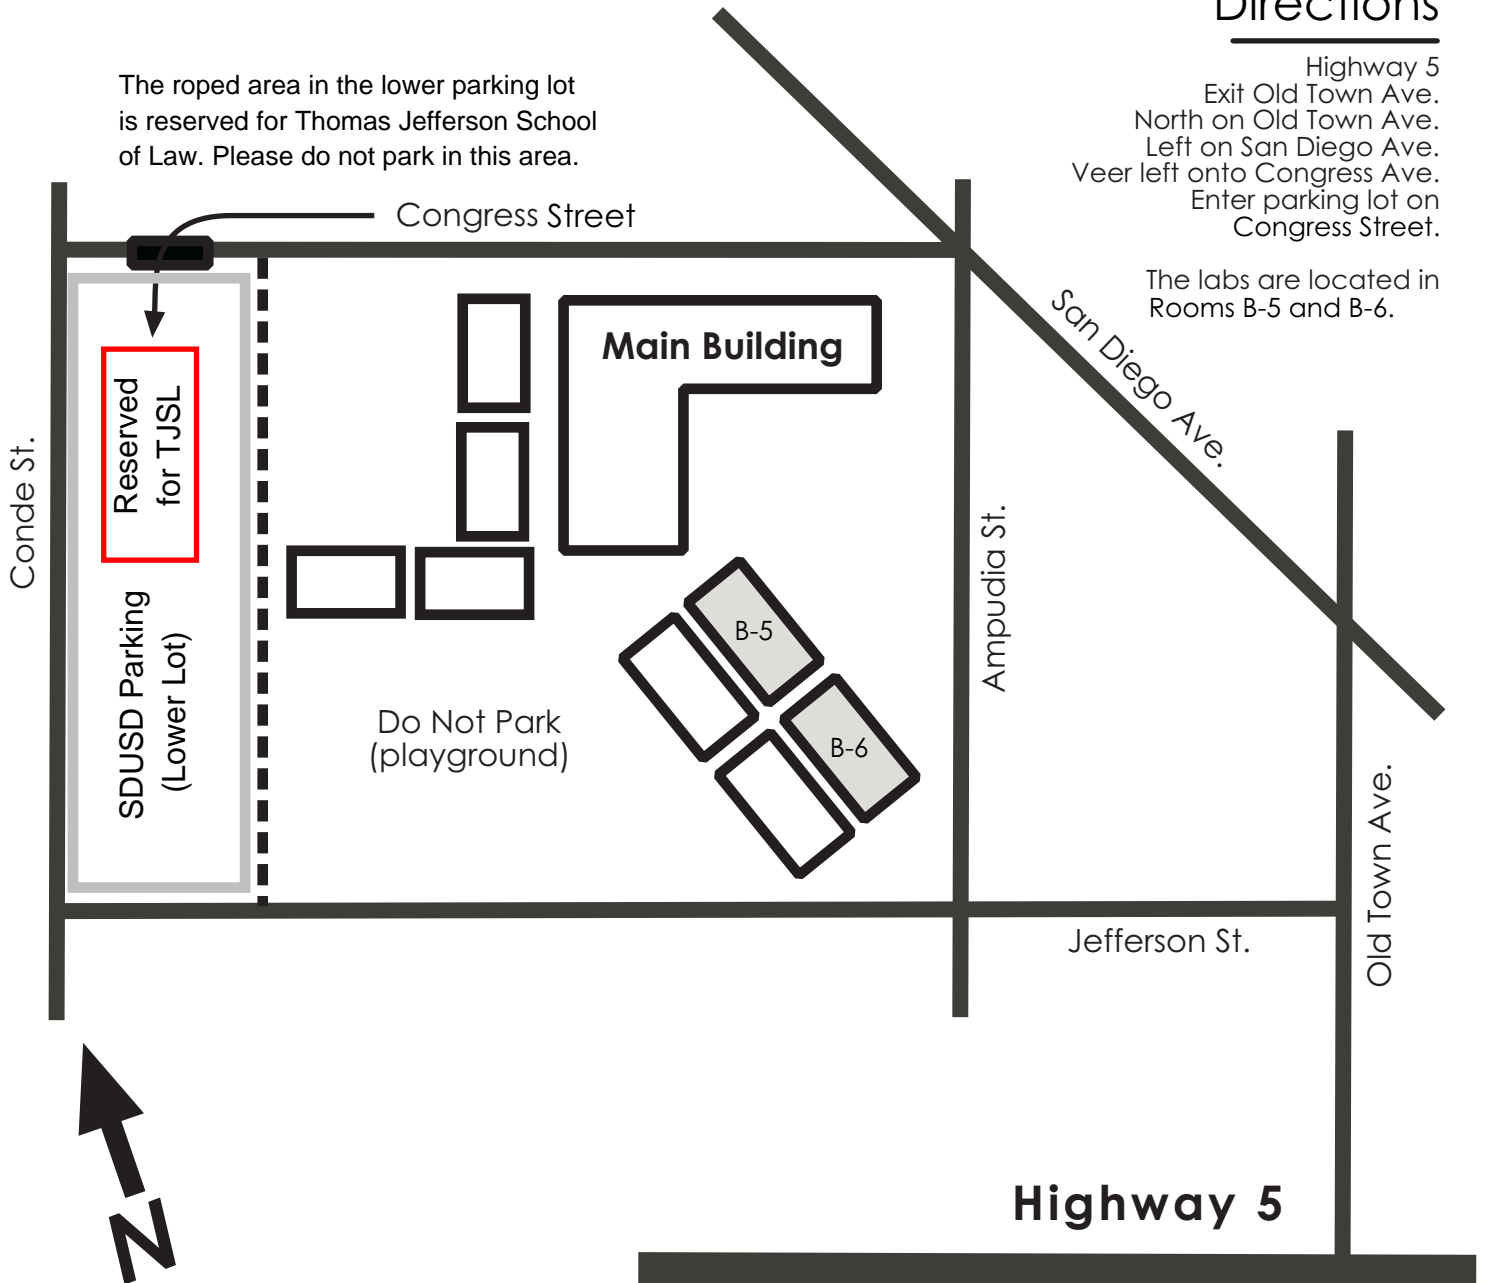 Directions
Highway 5
Exit Old Town Ave.
North on Old Town Ave.
Left on San Diego Ave.
Veer left onto Congress Ave.
Enter parking lot on
Congress Street.
The labs are located in
Rooms B-5 and B-6.
The roped area in the lower parking lot
is reserved for Thomas Jefferson School
of Law. Please do not park in this area.
Congress Street
Main Building
San Diego Ave.
Reserved
for TJSL
Conde St.
SDUSD Parking
(Lower Lot)
B-5
B-6
Ampudia St.
Do Not Park
(playground)
Old Town Ave.
Jefferson St.
Highway 5
N